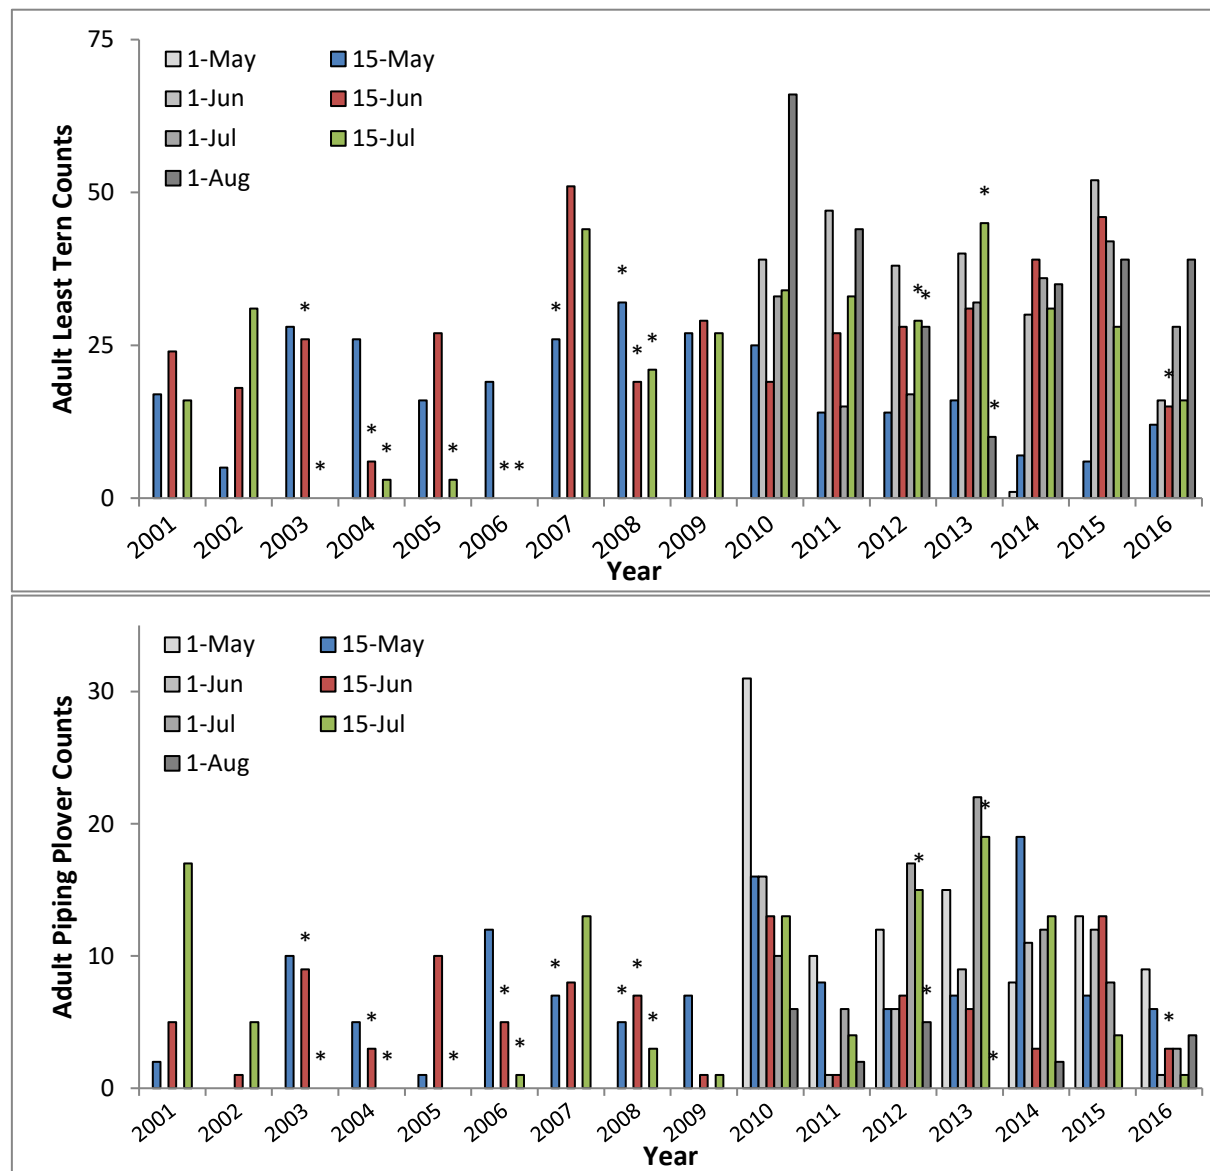 75
50
25
0
Adult Least Tern Counts
1-May 15-May
1-Jun 15-Jun
1-Jul 15-Jul
1-Aug
* * * * * * * * * * * * * * * *
2001 2002 2003 2004 2005 2006 2007 2008 2009 2010 2011 2012 2013 2014 2015 2016
Year
30
20
10
0
Adult Piping Plover Counts
1-May 15-May
1-Jun 15-Jun
1-Jul 15-Jul
1-Aug
* * * * * * * * * * * * * * * *
2001 2002 2003 2004 2005 2006 2007 2008 2009 2010 2011 2012 2013 2014 2015 2016
Year